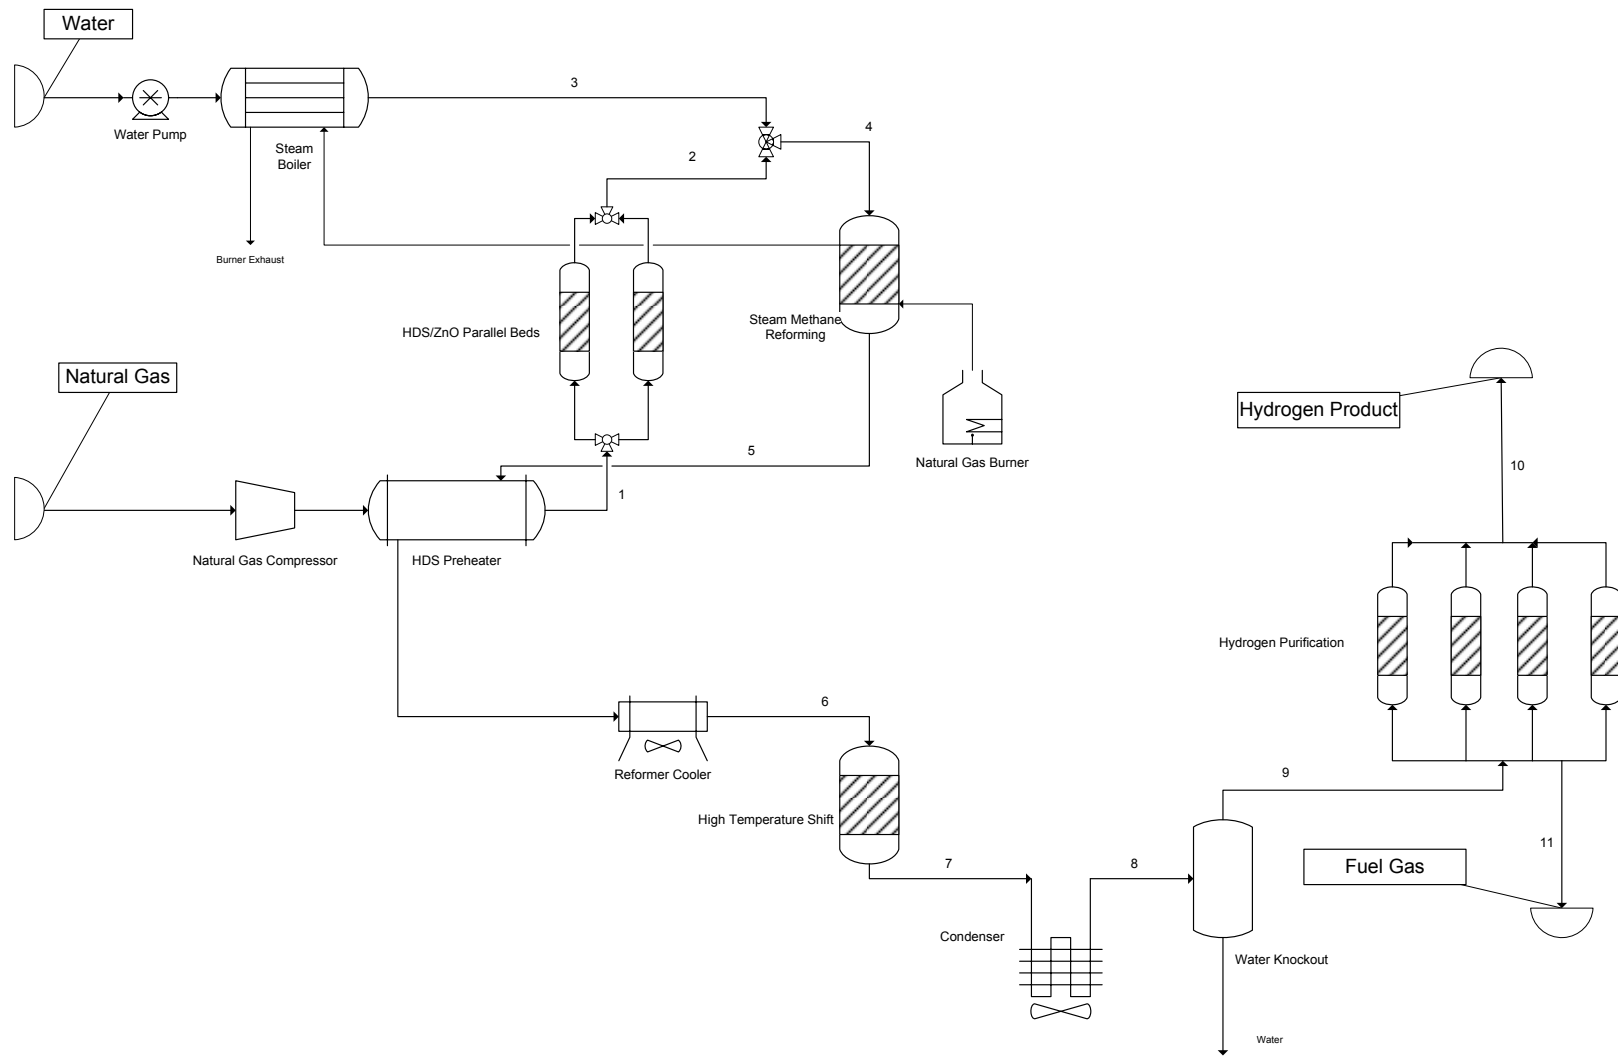 Water
3
4
Water Pump
Steam
Boiler
2
Burner Exhaust
HDS/ZnO Parallel Beds
Steam Methane
Reforming
Natural Gas
Hydrogen Product
5
Natural Gas Burner
10
1
Natural Gas Compressor
HDS Preheater
Hydrogen Purification
6
Reformer Cooler
9
High Temperature Shift
7
8
11
Fuel Gas
Condenser
Water Knockout
Water